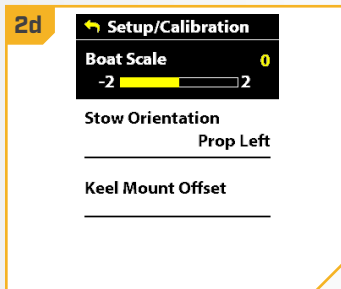 2d
Setup/Calibration
Boat Scale 0
-2 2
Stow Orientation
Prop Left
Keel Mount Offset